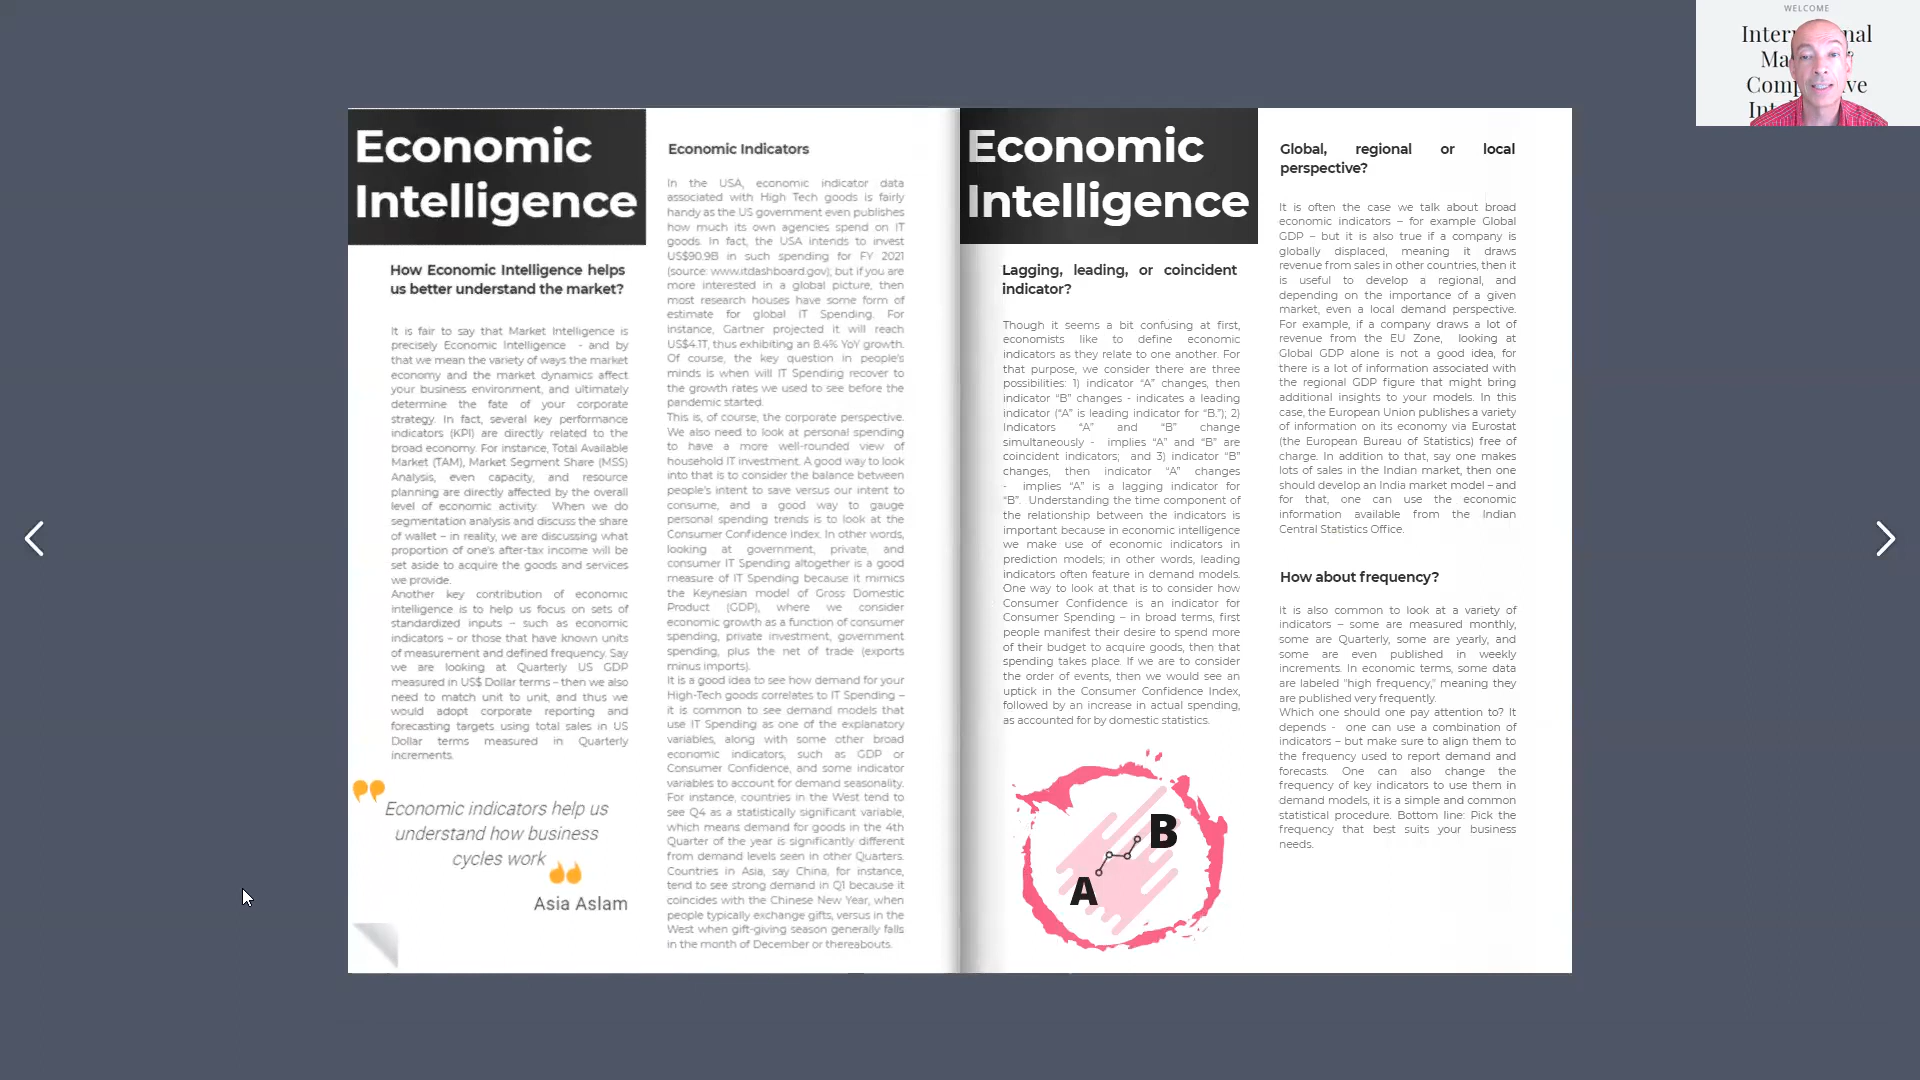 WELCOME
Economic
Intelligence
How Economic Intelligence helps
us better understand the market?
It is fair to say that Market Intelligence is
precisely Economic Intelligence - and by
that we mean the variety of ways the market
economy and the market dynamics affect
your business environment, and ultimately
determine the fate of your corporate
strategy. In fact, several key performance
indicators (KPI) are directly related to the
broad economy. For instance, Total Available
Market (TAM), Market Segment Share (MSS)
Analysis, even capacity, and resource
planning are directly affected by the overall
level of economic activity. When we do
segmentation analysis and discuss the share
of wallet – in reality, we are discussing what
proportion of one's after-tax income will be
set aside to acquire the goods and services
we provide.
Another key contribution of economic
intelligence is to help us focus on sets of
standardized inputs – such as economic
indicators – or those that have known units
of measurement and defined frequency. Say
we are looking at Quarterly US GDP
measured in US$ Dollar terms – then we also
need to match unit to unit, and thus we
would adopt corporate reporting and
forecasting targets using total sales in US
Dollar terms measured in Quarterly
increments.
Economic indicators help us
understand how business
cycles work
Asia Aslam
Economic Indicators
In the USA, economic indicator data
associated with High Tech goods is fairly
handy as the US government even publishes
how much its own agencies spend on IT
goods. In fact, the USA intends to invest
US$90.9B in such spending for FY 2021
(source: www.itdashboard.gov); but if you are
more interested in a global picture, then
most research houses have some form of
estimate for global IT Spending. For
instance, Gartner projected it will reach
US$4.1T, thus exhibiting an 8.4% YoY growth.
Of course, the key question in people's
minds is when will IT Spending recover to
the growth rates we used to see before the
pandemic started.
This is, of course, the corporate perspective.
We also need to look at personal spending
to have a more well-rounded view of
household IT investment. A good way to look
into that is to consider the balance between
people's intent to save versus our intent to
consume, and a good way to gauge
personal spending trends is to look at the
Consumer Confidence Index. In other words,
looking at government, private, and
consumer IT Spending altogether is a good
measure of IT Spending because it mimics
the Keynesian model of Gross Domestic
Product (GDP), where we consider
economic growth as a function of consumer
spending, private investment, government
spending, plus the net of trade (exports
minus imports).
It is a good idea to see how demand for your
High-Tech goods correlates to IT Spending –
it is common to see demand models that
use IT Spending as one of the explanatory
variables, along with some other broad
economic indicators, such as GDP or
Consumer Confidence, and some indicator
variables to account for demand seasonality.
For instance, countries in the West tend to
see Q4 as a statistically significant variable,
which means demand for goods in the 4th
Quarter of the year is significantly different
from demand levels seen in other Quarters.
Countries in Asia, say China, for instance,
tend to see strong demand in Q1 because it
coincides with the Chinese New Year, when
people typically exchange gifts, versus in the
West when gift-giving season generally falls
in the month of December or thereabouts.
Economic
Intelligence
Lagging, leading, or coincident
indicator?
Though it seems a bit confusing at first,
economists like to define economic
indicators as they relate to one another. For
that purpose, we consider there are three
possibilities: 1) indicator “A” changes, then
indicator “B” changes - indicates a leading
indicator (“A” is leading indicator for “B.”); 2)
Indicators “A” and “B” change
simultaneously - implies “A” and “B” are
coincident indicators; and 3) indicator “B”
changes, then indicator “A” changes
- implies “A” is a lagging indicator for
“B”. Understanding the time component of
the relationship between the indicators is
important because in economic intelligence
we make use of economic indicators in
prediction models; in other words, leading
indicators often feature in demand models.
One way to look at that is to consider how
Consumer Confidence is an indicator for
Consumer Spending – in broad terms, first
people manifest their desire to spend more
of their budget to acquire goods, then that
spending takes place. If we are to consider
the order of events, then we would see an
uptick in the Consumer Confidence Index,
followed by an increase in actual spending,
as accounted for by domestic statistics.
B
A
Global, regional or local
perspective?
It is often the case we talk about broad
economic indicators – for example Global
GDP – but it is also true if a company is
globally displaced, meaning it draws
revenue from sales in other countries, then it
is useful to develop a regional, and
depending on the importance of a given
market, even a local demand perspective.
For example, if a company draws a lot of
revenue from the EU Zone, looking at
Global GDP alone is not a good idea, for
there is a lot of information associated with
the regional GDP figure that might bring
additional insights to your models. In this
case, the European Union publishes a variety
of information on its economy via Eurostat
(the European Bureau of Statistics) free of
charge. In addition to that, say one makes
lots of sales in the Indian market, then one
should develop an India market model – and
for that, one can use the economic
information available from the Indian
Central Statistics Office.
How about frequency?
It is also common to look at a variety of
indicators – some are measured monthly,
some are Quarterly, some are yearly, and
some are even published in weekly
increments. In economic terms, some data
are labeled "high frequency," meaning they
are published very frequently.
Which one should one pay attention to? It
depends - one can use a combination of
indicators – but make sure to align them to
the frequency used to report demand and
forecasts. One can also change the
frequency of key indicators to use them in
demand models, it is a simple and common
statistical procedure. Bottom line: Pick the
frequency that best suits your business
needs.